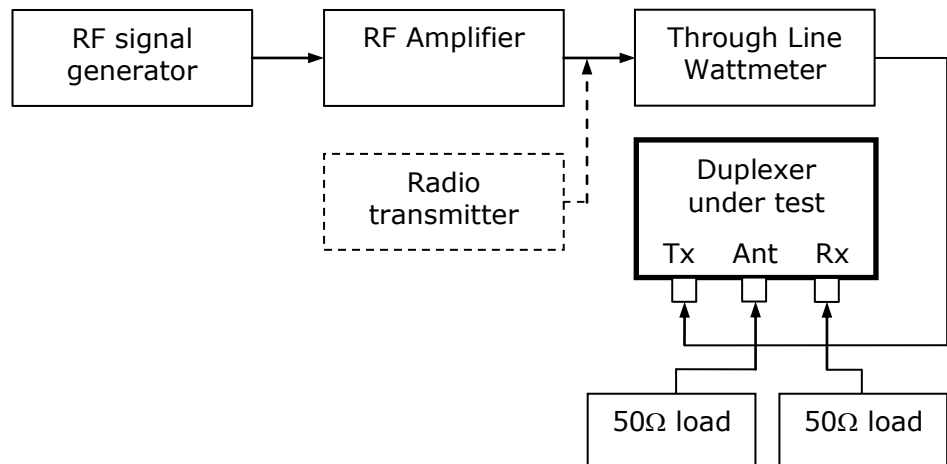 RF signal
generator
RF Amplifier
Through Line
Wattmeter
Radio
transmitter
Duplexer
under test
Tx Ant Rx
50Ω load
50Ω load